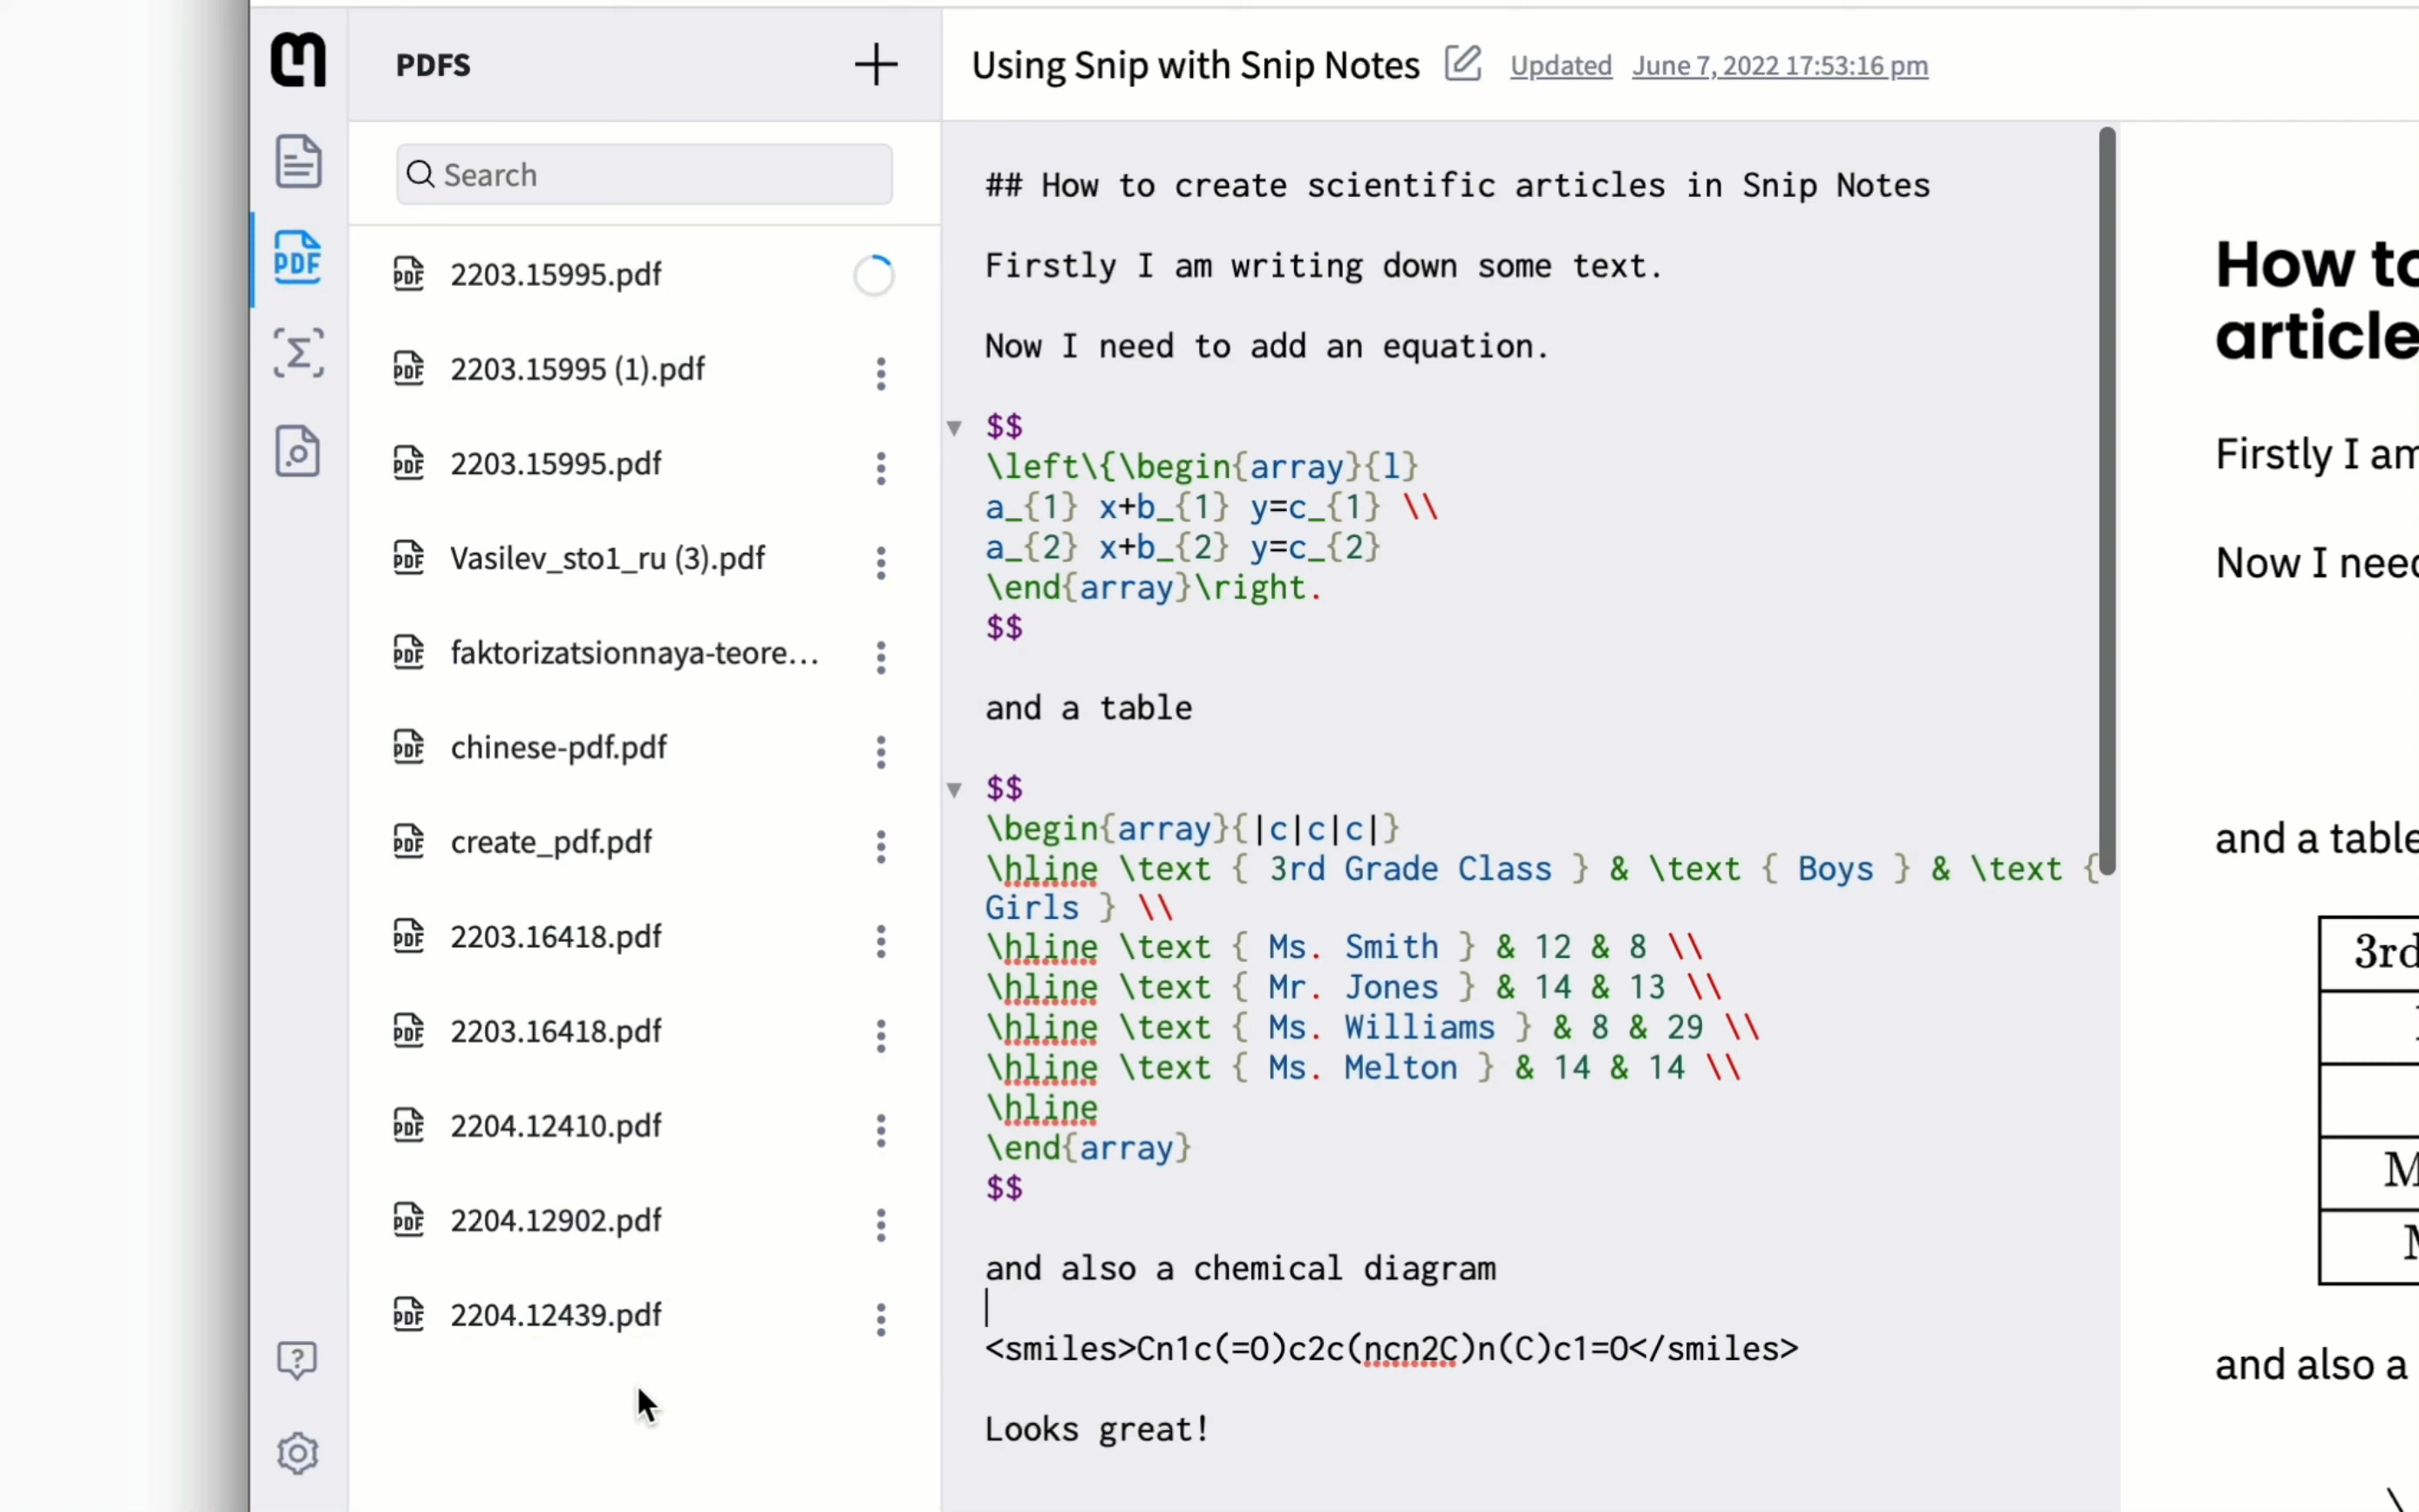 PDFS
Search
2203.15995.pdf
2203.15995 (1).pdf
2203.15995.pdf
Vasilev_sto1_ru (3).pdf
faktorizatsionnaya-teore...
chinese-pdf.pdf
create_pdf.pdf
2203.16418.pdf
2203.16418.pdf
2204.12410.pdf
2204.12902.pdf
2204.12439.pdf
Using Snip with Snip Notes Updated June 7, 2022 17:53:16 pm
## How to create scientific articles in Snip Notes
Firstly I am writing down some text.
Now I need to add an equation.
$$
\left\{\begin{array}{l}
a_{1} x+b_{1} y=c_{1} \\
a_{2} x+b_{2} y=c_{2}
\end{array}\right.
$$
and a table
$$
\begin{array}{|c|c|c|}
\hline \text { 3rd Grade Class } & \text { Boys } & \text {
Girls } \\
\hline \text { Ms. Smith } & 12 & 8 \\
\hline \text { Mr. Jones } & 14 & 13 \\
\hline \text { Ms. Williams } & 8 & 29 \\
\hline \text { Ms. Melton } & 14 & 14 \\
\hline
\end{array}
$$
and also a chemical diagram
<smiles>Cn1c(=O)c2c(ncn2C)n(C)c1=O</smiles>
Looks great!
How to
article
Firstly I am
Now I need
and a table
3rd
and also a